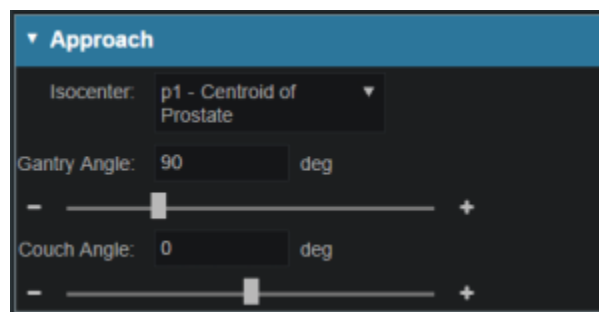 Approach
Isocenter: p1 - Centroid of
Prostate
Gantry Angle: 90 deg
- +
Couch Angle: 0 deg
- +